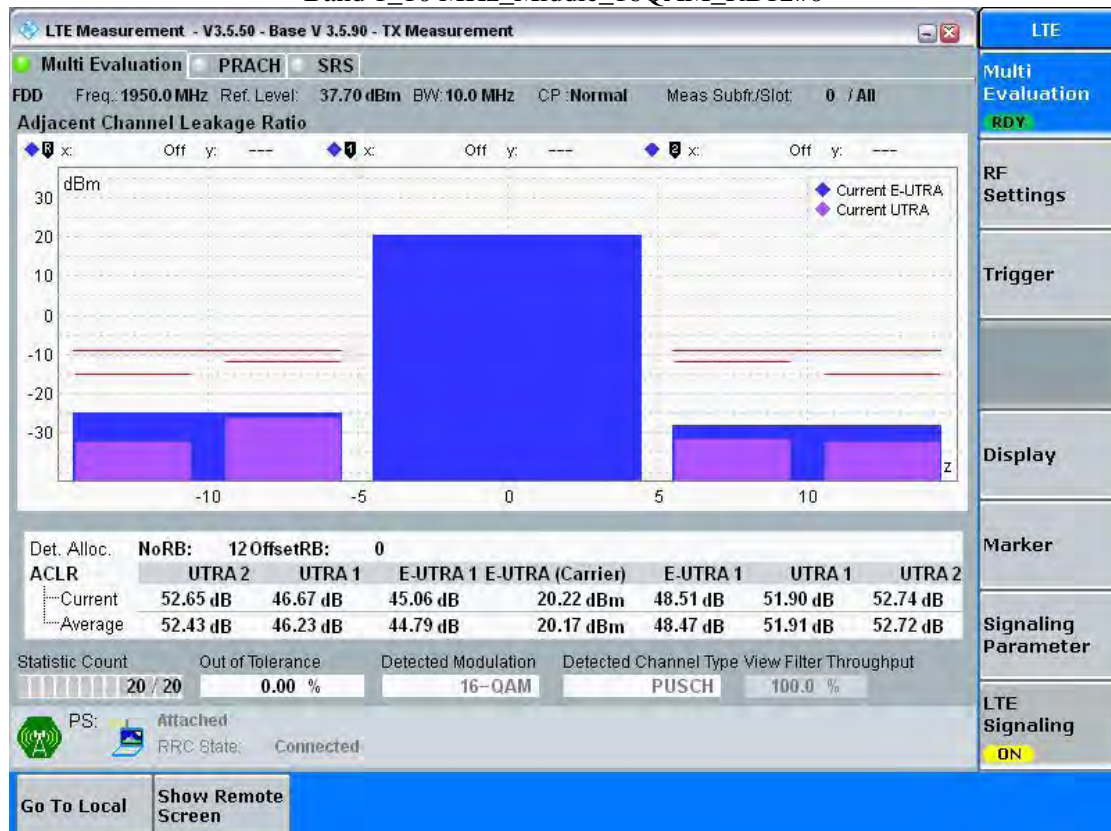 LTE Measurement - V3.5.50 - Base V 3.5.90 - TX Measurement
LTE
Multi Evaluation PRACH SRS
Multi Evaluation
RDY
FDD Freq.: 1950.0 MHz Ref. Level: 37.70 dBm BW: 10.0 MHz CP :Normal Meas Subfr./Slot: 0 / All
Adjacent Channel Leakage Ratio
R x: Off y: --- 1 x: Off y: --- 2 x: Off y: ---
dBm
Current E-UTRA
Current UTRA
30
20
10
0
-10
-20
-30
z
-10 -5 0 5 10
RF Settings
Trigger
Display
Marker
Signaling Parameter
LTE Signaling
ON
Det. Alloc. NoRB: 12 OffsetRB: 0
ACLR UTRA 2 UTRA 1 E-UTRA 1 E-UTRA (Carrier) E-UTRA 1 UTRA 1 UTRA 2
Current 52.65 dB 46.67 dB 45.06 dB 20.22 dBm 48.51 dB 51.90 dB 52.74 dB
Average 52.43 dB 46.23 dB 44.79 dB 20.17 dBm 48.47 dB 51.91 dB 52.72 dB
Statistic Count Out of Tolerance Detected Modulation Detected Channel Type View Filter Throughput
20 / 20 0.00 % 16-QAM PUSCH 100.0 %
PS: Attached
RRC State: Connected
Go To Local
Show Remote Screen